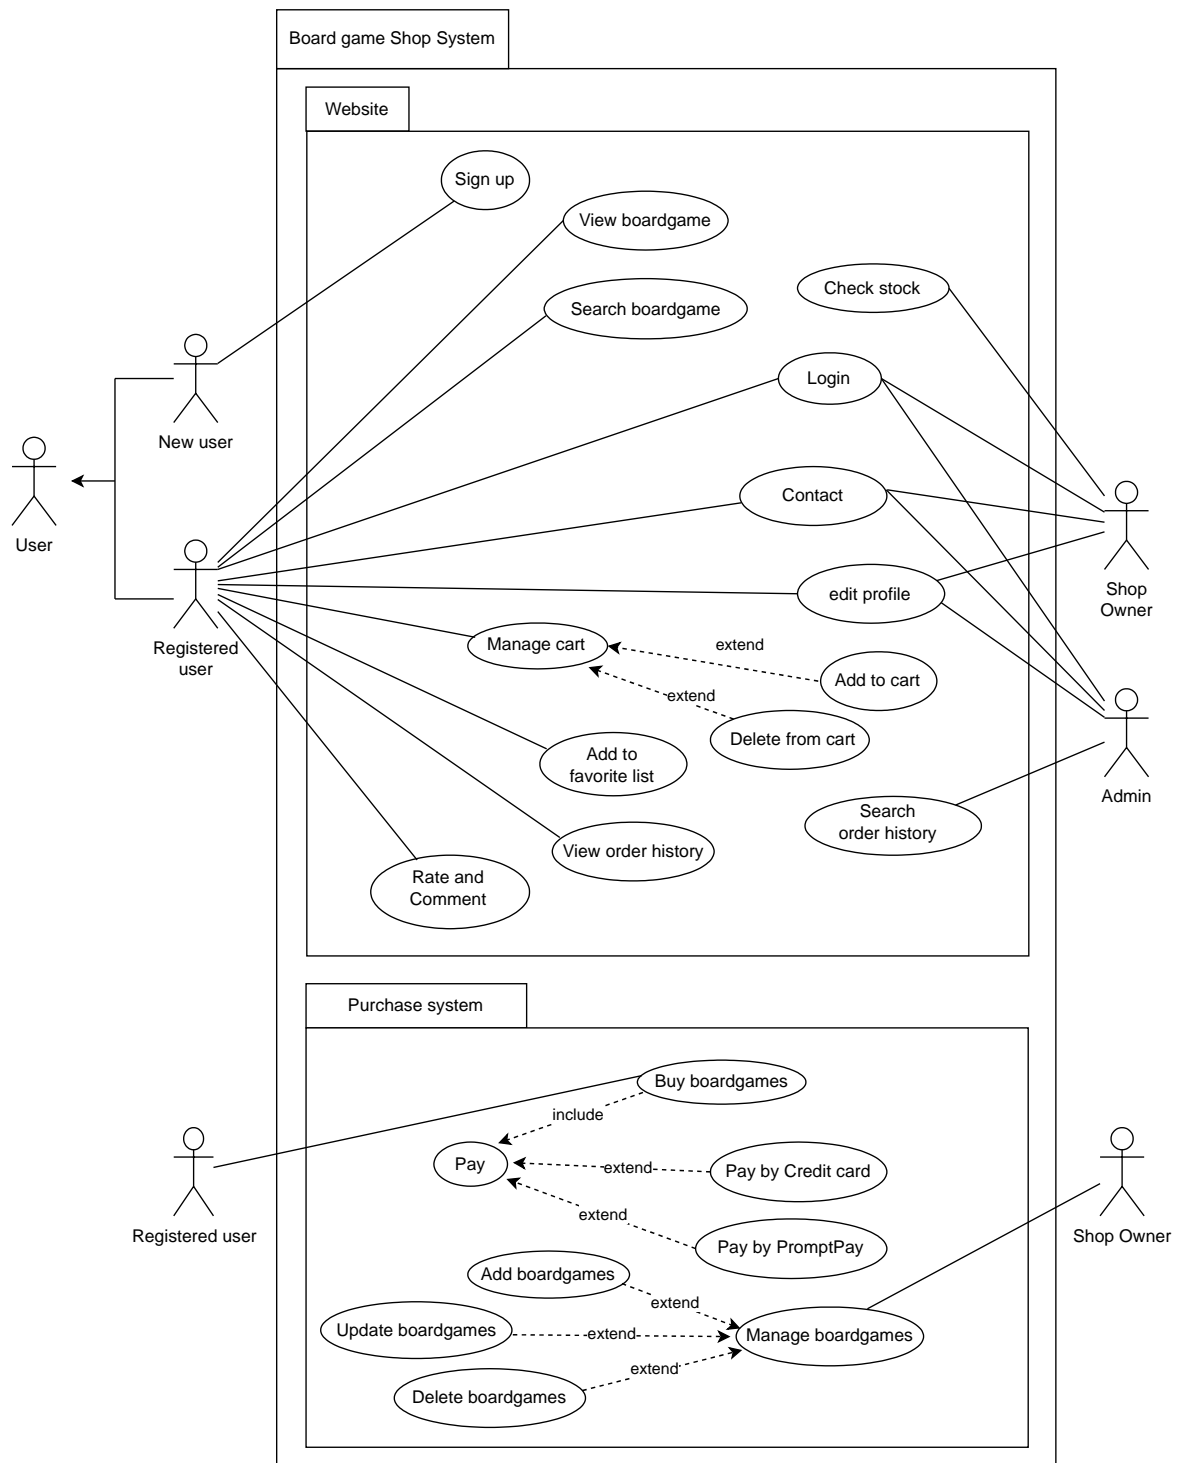 Board game Shop System
Website
Sign up
View boardgame
Check stock
Search boardgame
Login
New user
Contact
User
edit profile
Shop
Owner
Registered
user
Manage cart
extend
Add to cart
extend
Delete from cart
Add to
favorite list
Admin
Search
order history
View order history
Rate and
Comment
Purchase system
Buy boardgames
include
Pay
extend
Pay by Credit card
extend
Registered user
Shop Owner
Pay by PromptPay
Add boardgames
extend
Update boardgames
extend
Manage boardgames
extend
Delete boardgames